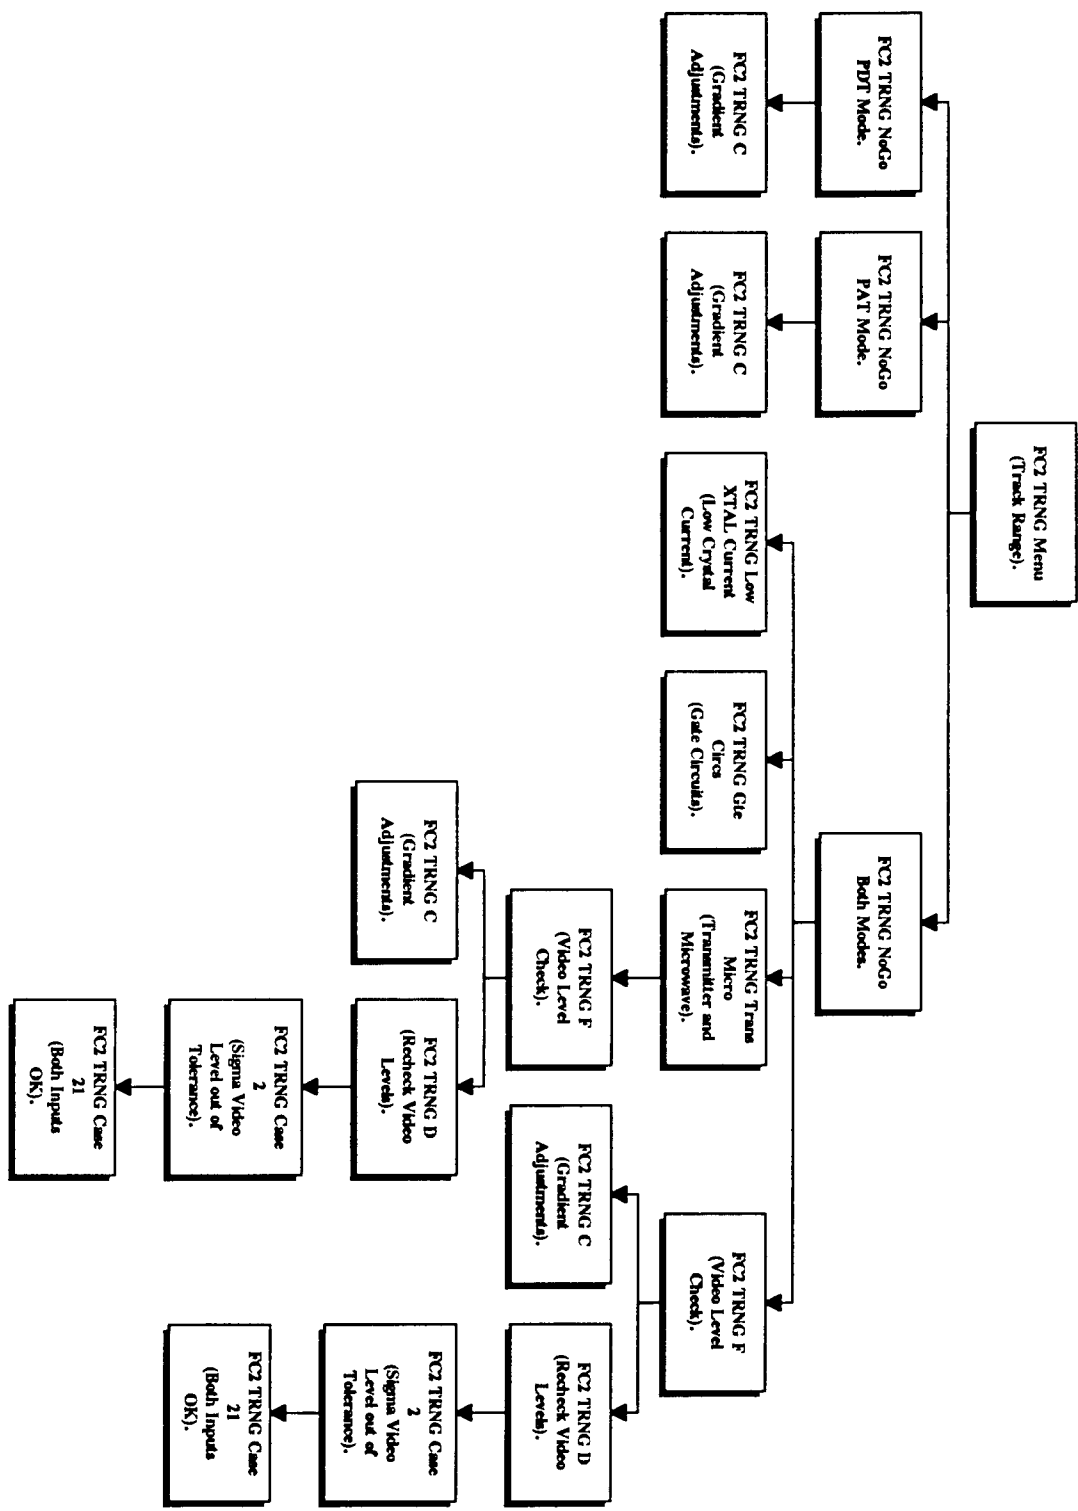 FC2 TRNG Menu
(Track Range).
FC2 TRNG NoGo
PDT Mode.
FC2 TRNG NoGo
PAT Mode.
FC2 TRNG NoGo
Both Modes.
FC2 TRNG C
(Gradient
Adjustments).
FC2 TRNG C
(Gradient
Adjustments).
FC2 TRNG Low
XTAL Current
(Low Crystal
Current).
FC2 TRNG Gte
Circs
(Gate Circuits).
FC2 TRNG Trans
Micro
(Transmitter and
Microwave).
FC2 TRNG F
(Video Level
Check).
FC2 TRNG F
(Video Level
Check).
FC2 TRNG C
(Gradient
Adjustments).
FC2 TRNG D
(Recheck Video
Levels).
FC2 TRNG C
(Gradient
Adjustments).
FC2 TRNG D
(Recheck Video
Levels).
FC2 TRNG Case
2
(Sigma Video
Level out of
Tolerance).
FC2 TRNG Case
2
(Sigma Video
Level out of
Tolerance).
FC2 TRNG Case
21
(Both Inputs
OK).
FC2 TRNG Case
21
(Both Inputs
OK).